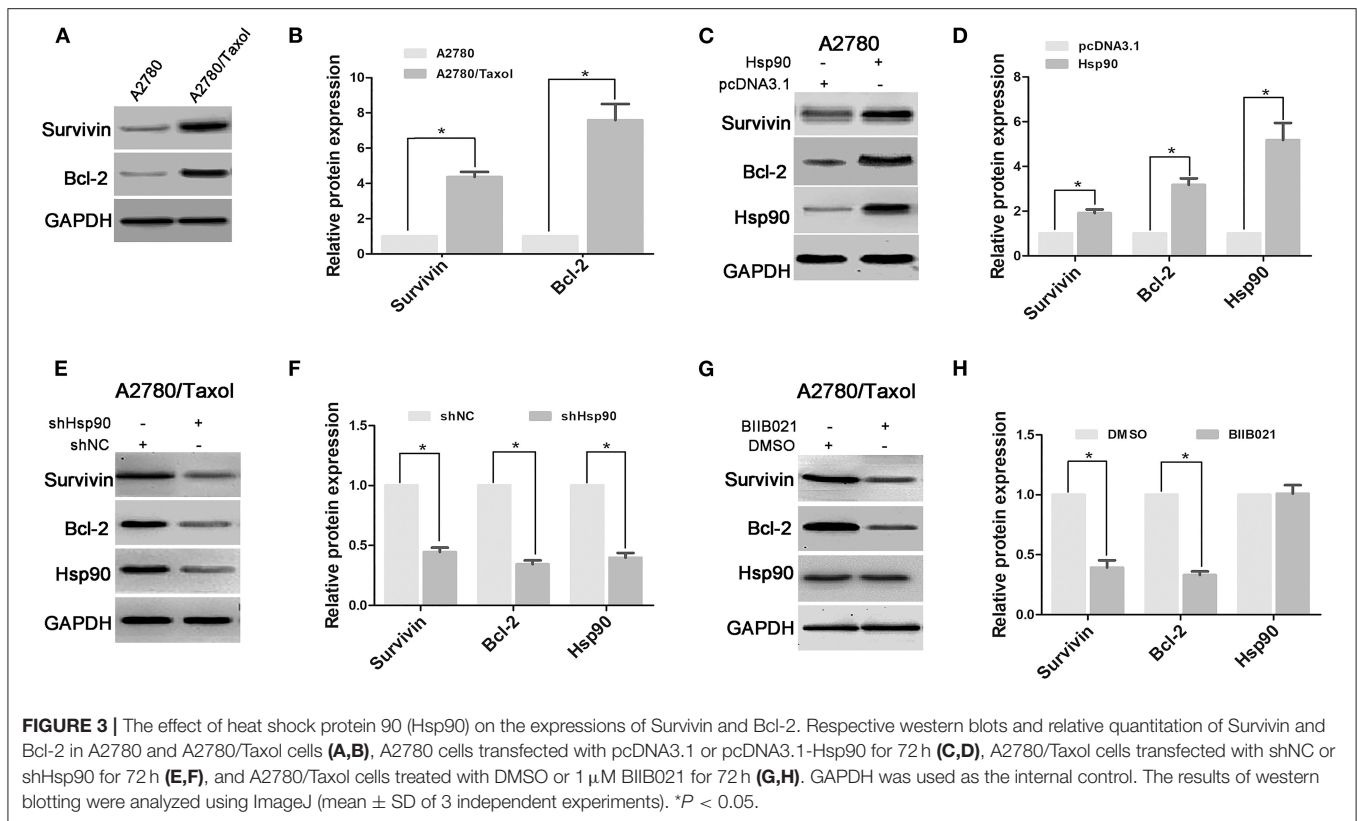 A
A2780
A2780/Taxol
Survivin
Bcl-2
GAPDH
B
A2780
A2780/Taxol
Relative protein expression
10
8
6
4
2
0
*
*
Survivin
Bcl-2
C
A2780
Hsp90 - +
pcDNA3.1 + -
Survivin
Bcl-2
Hsp90
GAPDH
D
pcDNA3.1
Hsp90
Relative protein expression
8
6
4
2
0
*
*
*
Survivin
Bcl-2
Hsp90
E
A2780/Taxol
shHsp90 - +
shNC + -
Survivin
Bcl-2
Hsp90
GAPDH
F
shNC shHsp90
Relative protein expression
1.5
1.0
0.5
0.0
*
*
*
Survivin
Bcl-2
Hsp90
G
A2780/Taxol
BIIB021 - +
DMSO + -
Survivin
Bcl-2
Hsp90
GAPDH
H
DMSO BIIB021
Relative protein expression
1.5
1.0
0.5
0.0
*
*
Survivin
Bcl-2
Hsp90
FIGURE 3 | The effect of heat shock protein 90 (Hsp90) on the expressions of Survivin and Bcl-2. Respective western blots and relative quantitation of Survivin and
Bcl-2 in A2780 and A2780/Taxol cells (A,B), A2780 cells transfected with pcDNA3.1 or pcDNA3.1-Hsp90 for 72 h (C,D), A2780/Taxol cells transfected with shNC or
shHsp90 for 72 h (E,F), and A2780/Taxol cells treated with DMSO or 1 μM BIIB021 for 72 h (G,H). GAPDH was used as the internal control. The results of western
blotting were analyzed using ImageJ (mean ± SD of 3 independent experiments). *P < 0.05.